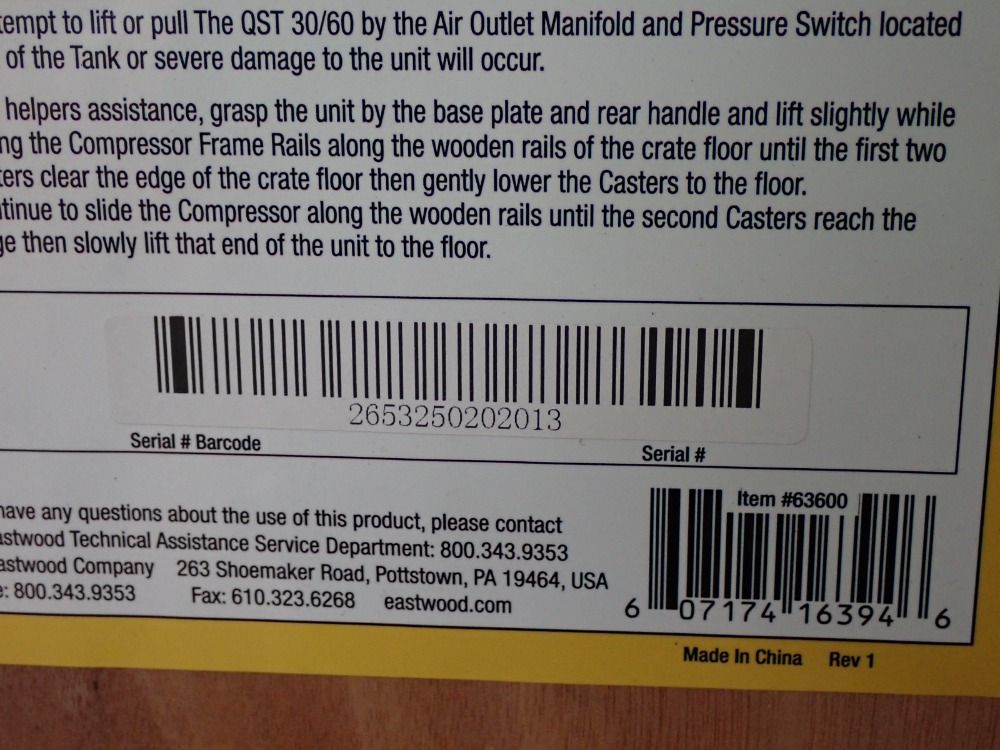 tempt to lift or pull The QST 30/60 by the Air Outlet Manifold and Pressure Switch located
of the Tank or severe damage to the unit will occur.
helpers assistance, grasp the unit by the base plate and rear handle and lift slightly while
ng the Compressor Frame Rails along the wooden rails of the crate floor until the first two
ters clear the edge of the crate floor then gently lower the Casters to the floor.
tinue to slide the Compressor along the wooden rails until the second Casters reach the
ge then slowly lift that end of the unit to the floor.
2653250202013
Serial # Barcode
Serial #
Item #63600
have any questions about the use of this product, please contact
astwood Technical Assistance Service Department: 800.343.9353
astwood Company 263 Shoemaker Road, Pottstown, PA 19464, USA
e: 800.343.9353 Fax: 610.323.6268 eastwood.com
6 07174 16394 6
Made In China Rev 1